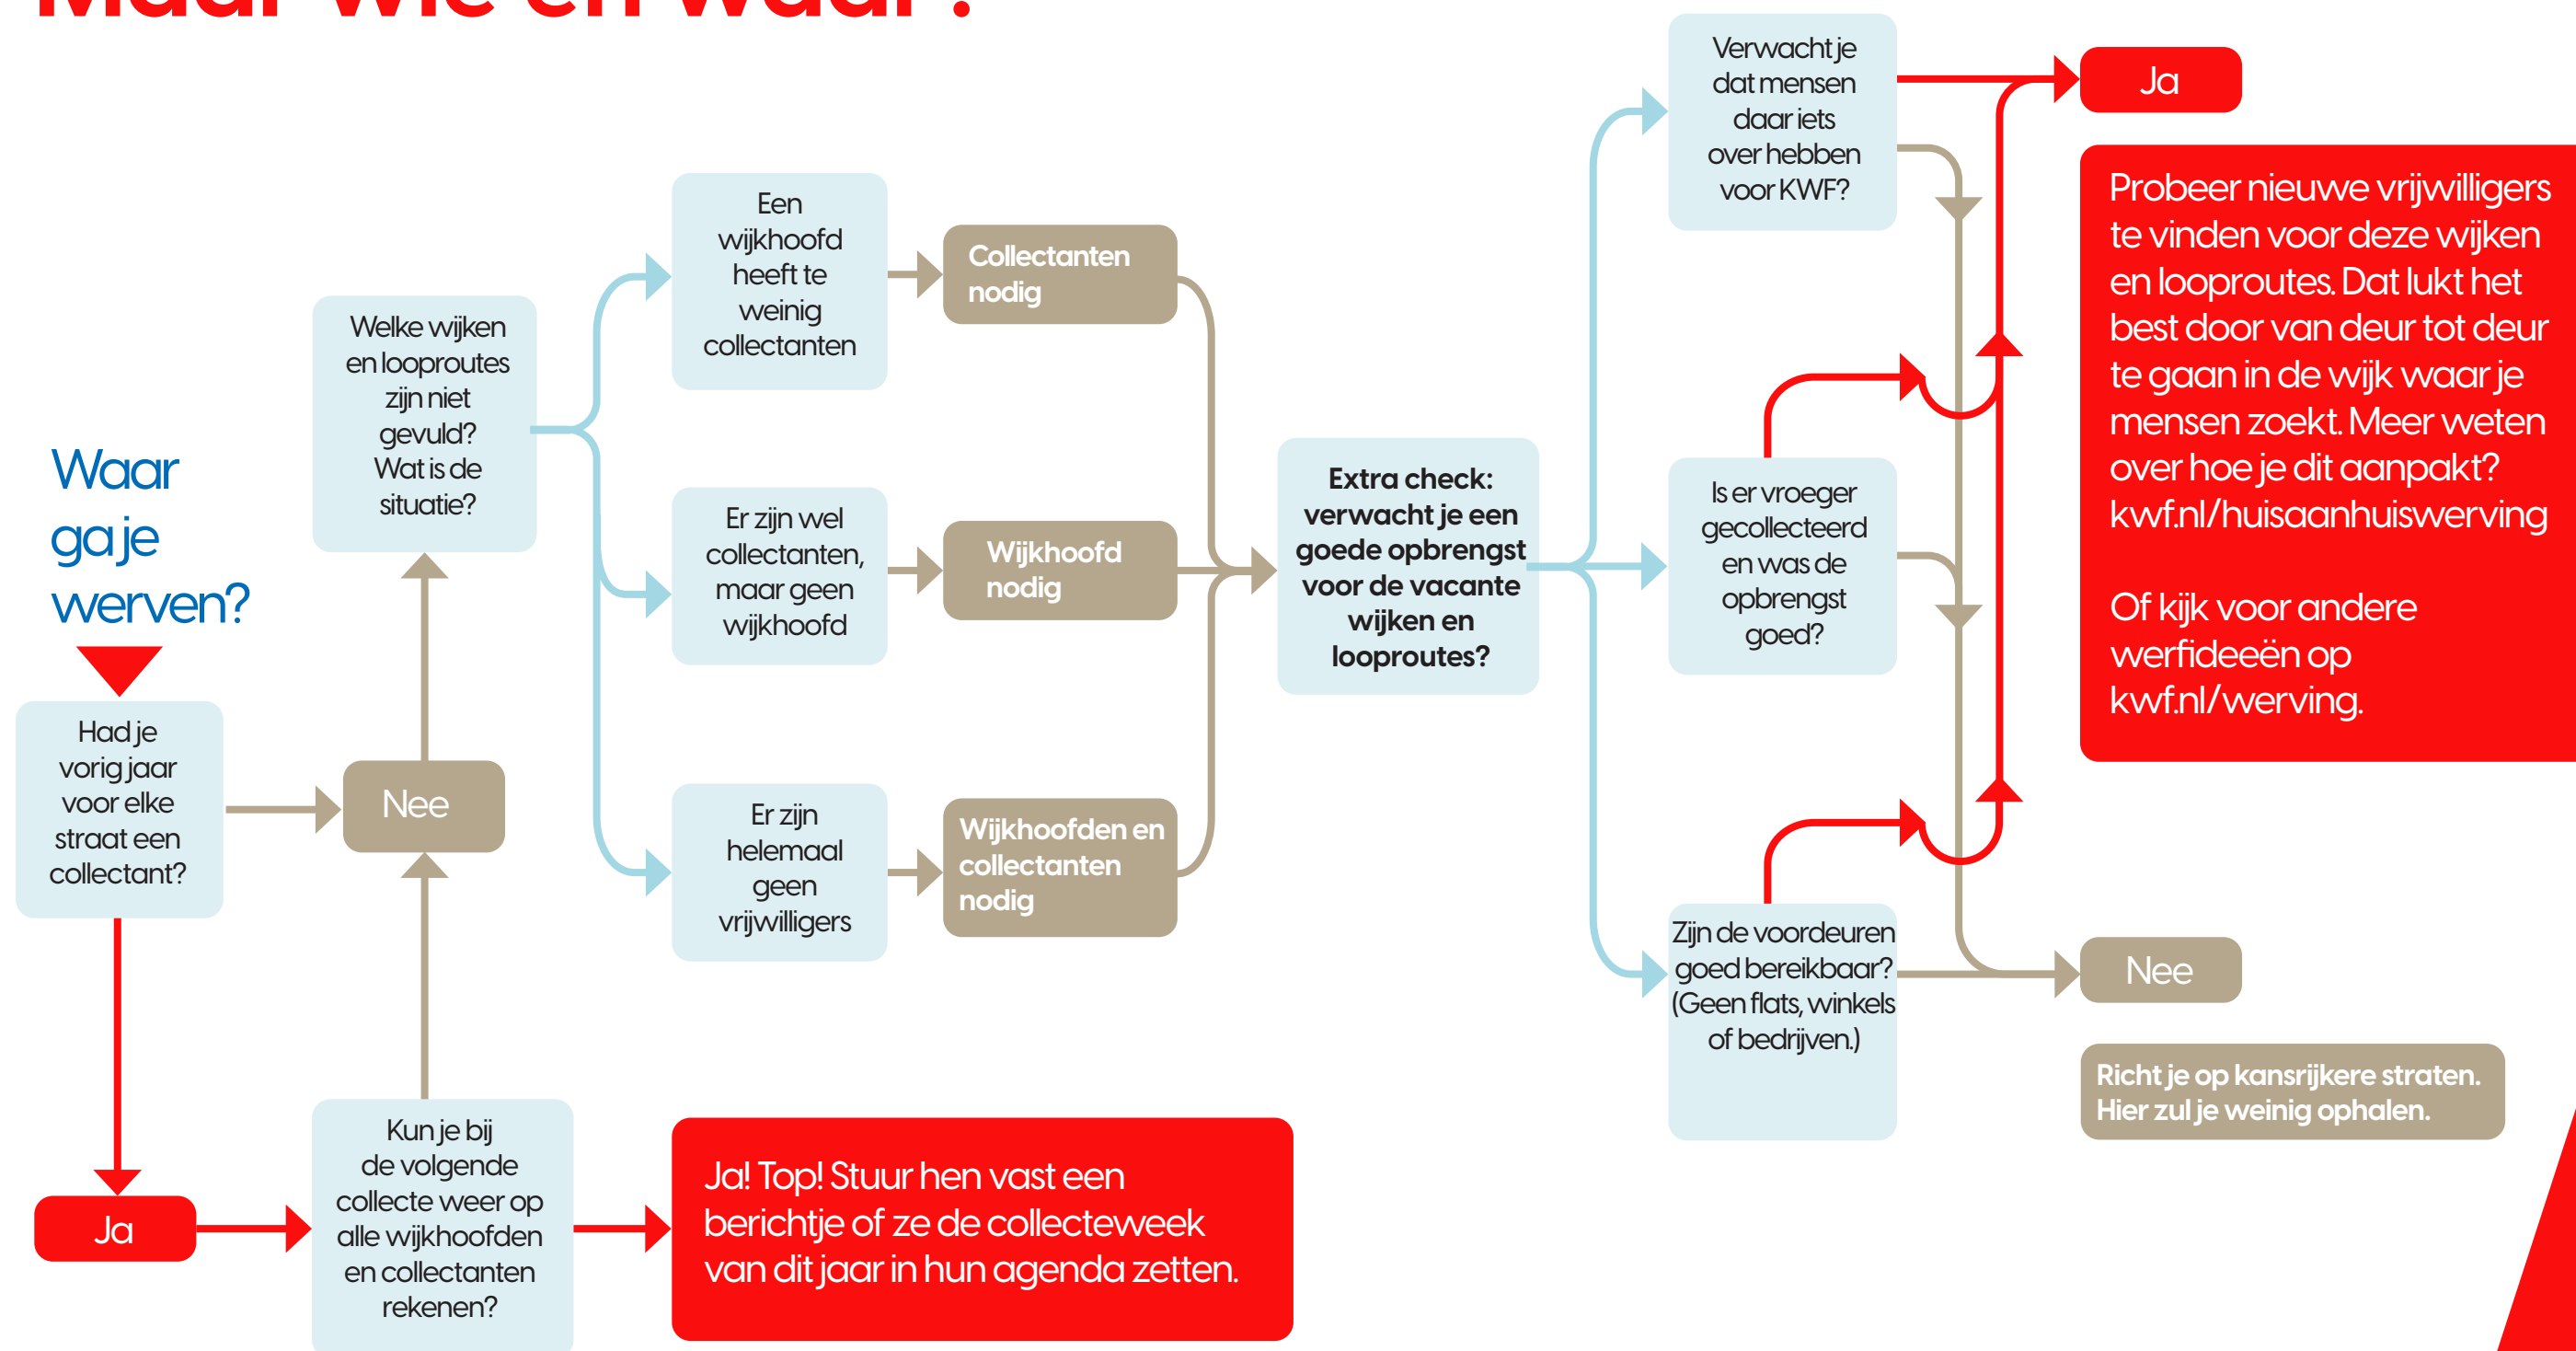 Maar wie en waar?
Waar
ga je
werven?
Had je
vorig jaar
voor elke
straat een
collectant?
Ja
Nee
Kun je bij
de volgende
collecte weer op
alle wijkhoofden
en collectanten
rekenen?
Ja! Top! Stuur hen vast een
berichtje of ze de collecteweek
van dit jaar in hun agenda zetten.
Welke wijken
en looproutes
zijn niet
gevuld?
Wat is de
situatie?
Een
wijkhoofd
heeft te
weinig
collectanten
Collectanten
nodig
Er zijn wel
collectanten,
maar geen
wijkhoofd
Wijkhoofd
nodig
Er zijn
helemaal
geen
vrijwilligers
Wijkhoofden en
collectanten
nodig
Extra check:
verwacht je een
goede opbrengst
voor de vacante
wijken en
looproutes?
Verwacht je
dat mensen
daar iets
over hebben
voor KWF?
Is er vroeger
gecollecteerd
en was de
opbrengst
goed?
Zijn de voordeuren
goed bereikbaar?
(Geen flats, winkels
of bedrijven.)
Ja
Probeer nieuwe vrijwilligers
te vinden voor deze wijken
en looproutes. Dat lukt het
best door van deur tot deur
te gaan in de wijk waar je
mensen zoekt. Meer weten
over hoe je dit aanpakt?
kwf.nl/huisaanhuiswerving
Of kijk voor andere
werfideeën op
kwf.nl/werving.
Nee
Richt je op kansrijkere straten.
Hier zul je weinig ophalen.